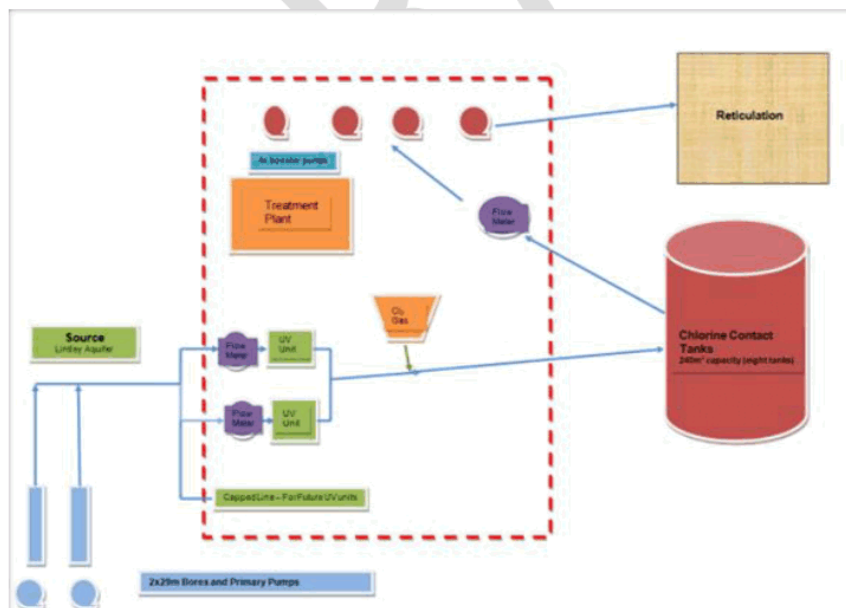 Reticulation
4x booster pumps
Treatment
Plant
Flow
Meter
Cl₂
Gas
Source
Lintley Aquifer
Flow
Meter
UV
Unit
Chlorine Contact
Tanks
240m³ capacity (eight tanks)
Flow
Meter
UV
Unit
Capped Line – For Future UV units
2x29m Bores and Primary Pumps